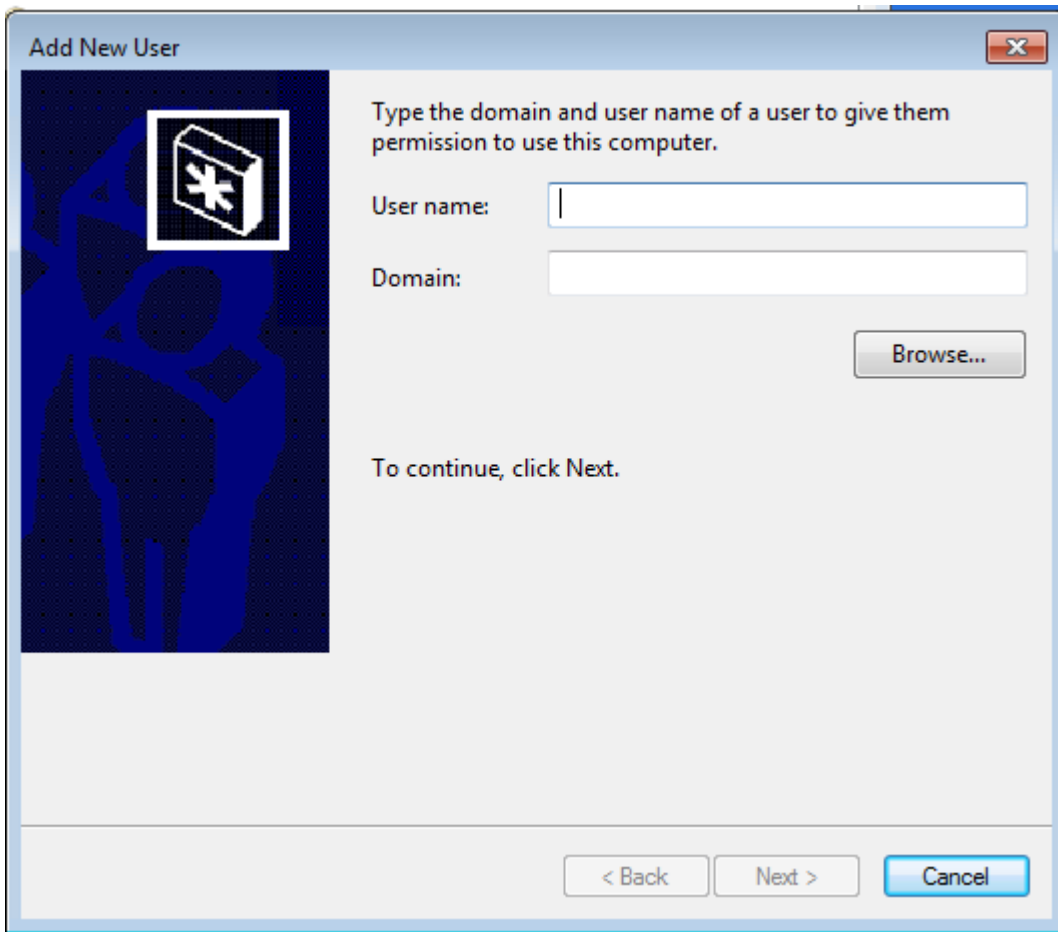 Add New User
Type the domain and user name of a user to give them
permission to use this computer.
User name:
Domain:
Browse...
To continue, click Next.
< Back
Next >
Cancel